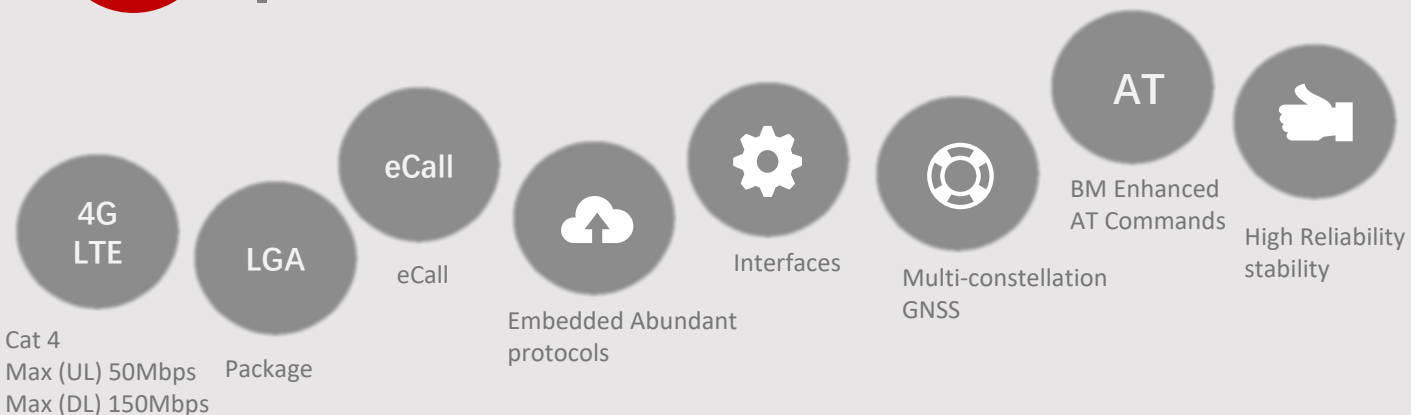 4G
LTE
Cat 4
Max (UL) 50Mbps
Max (DL) 150Mbps
LGA
Package
eCall
eCall
Embedded Abundant
protocols
Interfaces
Multi-constellation
GNSS
AT
BM Enhanced
AT Commands
High Reliability
stability